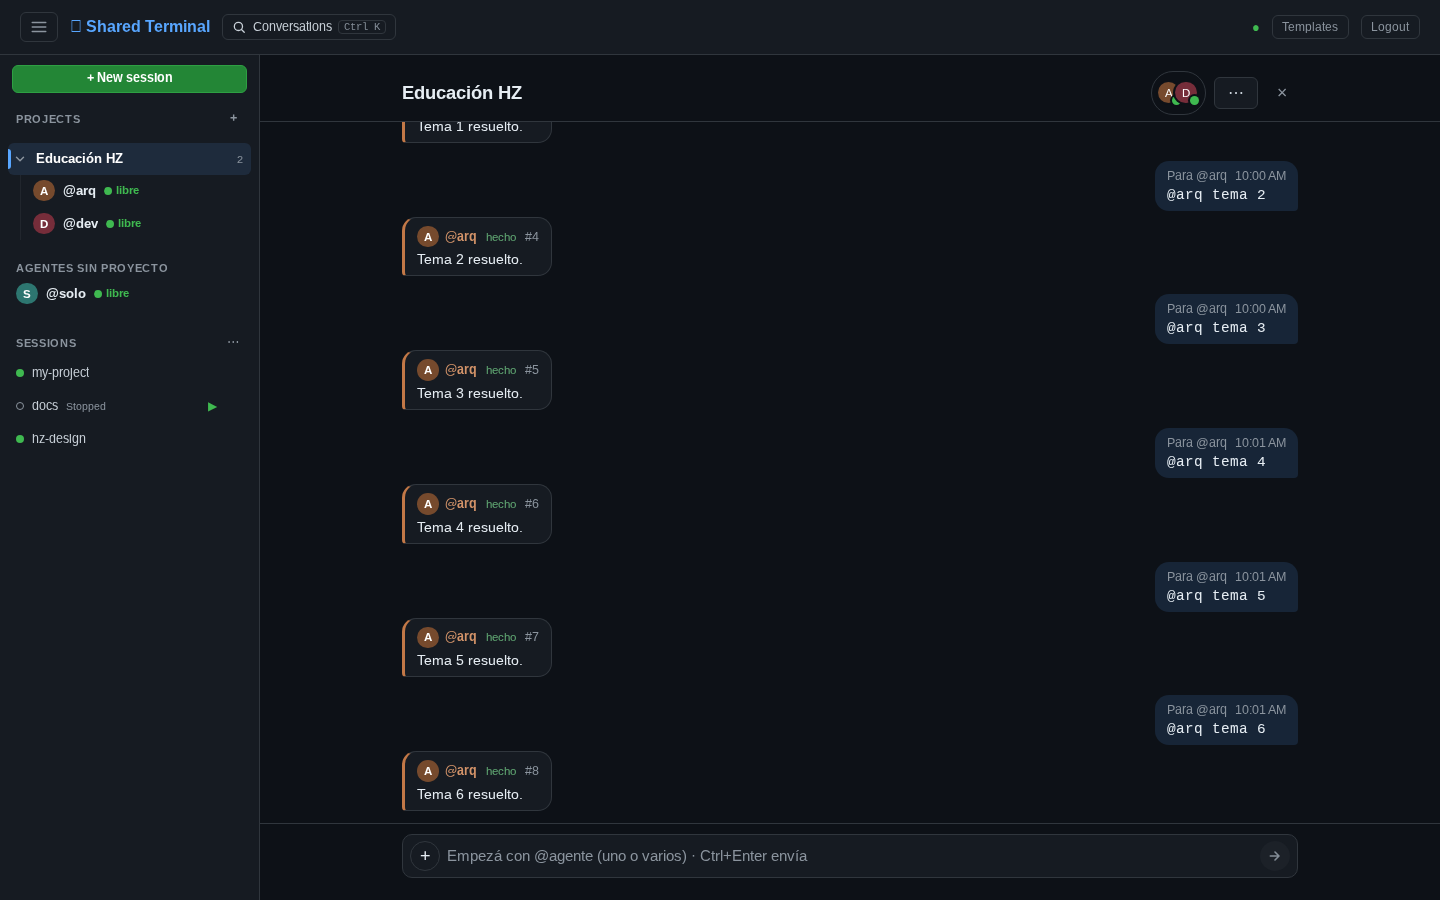 Shared Terminal
Conversations Ctrl K
Templates
Logout
+ New session
PROJECTS +
Educación HZ 2
A @arq libre
D @dev libre
AGENTES SIN PROYECTO
S @solo libre
SESSIONS ...
my-project
docs Stopped
hz-design
Educación HZ
A D ... ×
Tema 1 resuelto.
Para @arq 10:00 AM
@arq tema 2
A @arq hecho #4
Tema 2 resuelto.
Para @arq 10:00 AM
@arq tema 3
A @arq hecho #5
Tema 3 resuelto.
Para @arq 10:01 AM
@arq tema 4
A @arq hecho #6
Tema 4 resuelto.
Para @arq 10:01 AM
@arq tema 5
A @arq hecho #7
Tema 5 resuelto.
Para @arq 10:01 AM
@arq tema 6
A @arq hecho #8
Tema 6 resuelto.
+ Empezá con @agente (uno o varios) · Ctrl+Enter envía